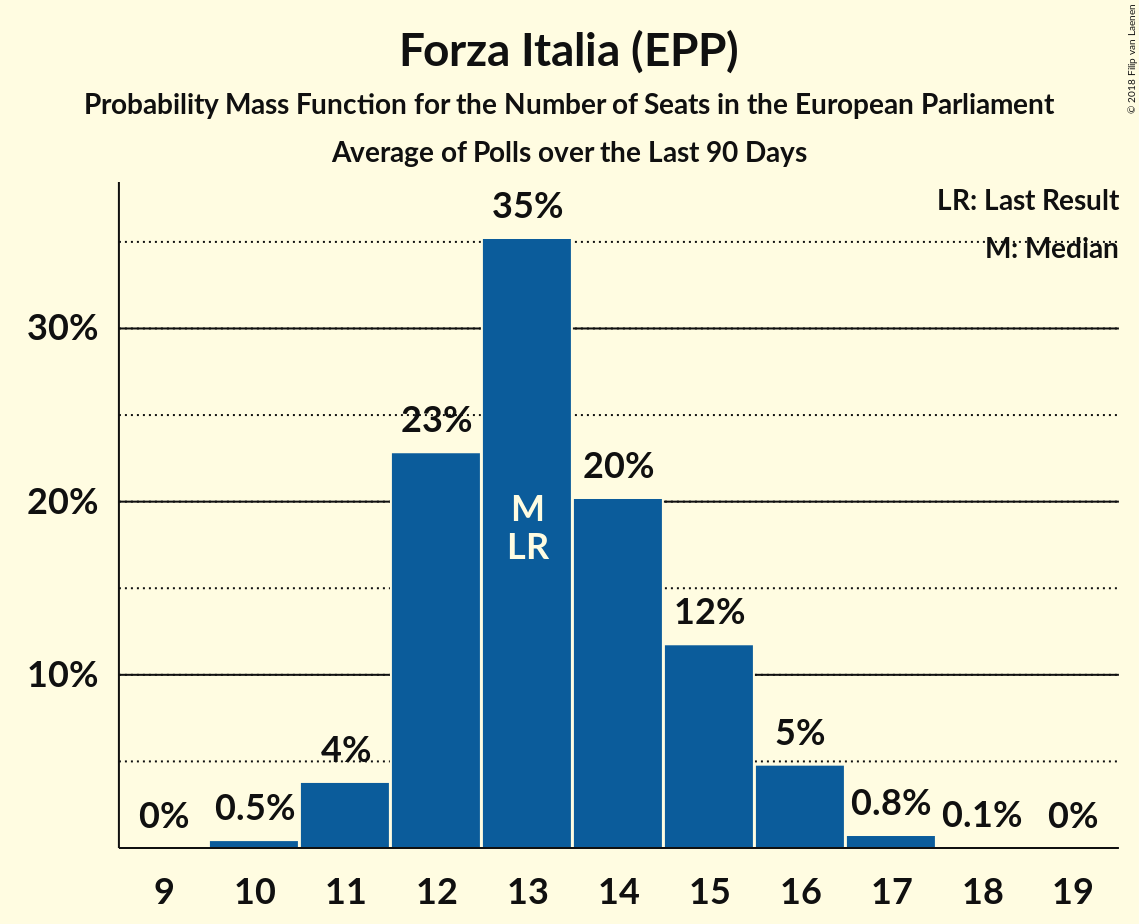 Forza Italia (EPP)
Probability Mass Function for the Number of Seats in the European Parliament
Average of Polls over the Last 90 Days
© 2018 Filip van Laenen
LR: Last Result
M: Median
35%
30%
23%
20%
20%
M
LR
12%
10%
5%
4%
0.8%
0.5%
0.1%
0%
0%
9 10 11 12 13 14 15 16 17 18 19